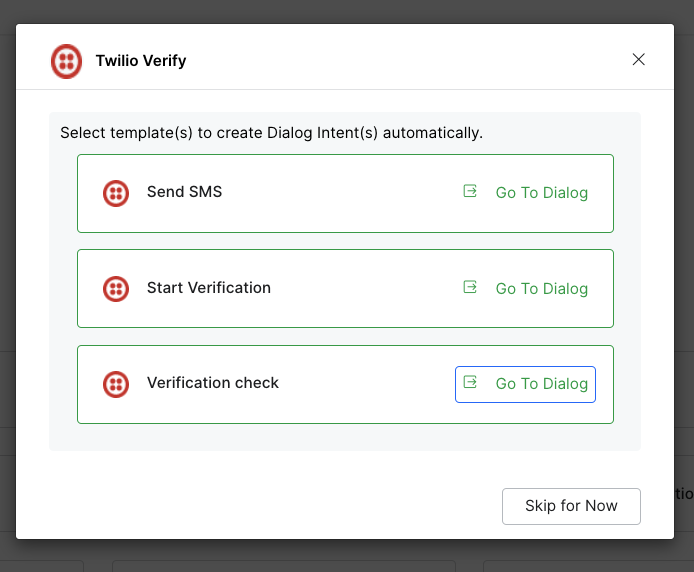 Twilio Verify
Select template(s) to create Dialog Intent(s) automatically.
Send SMS
Go To Dialog
Start Verification
Go To Dialog
Verification check
Go To Dialog
tio
Skip for Now